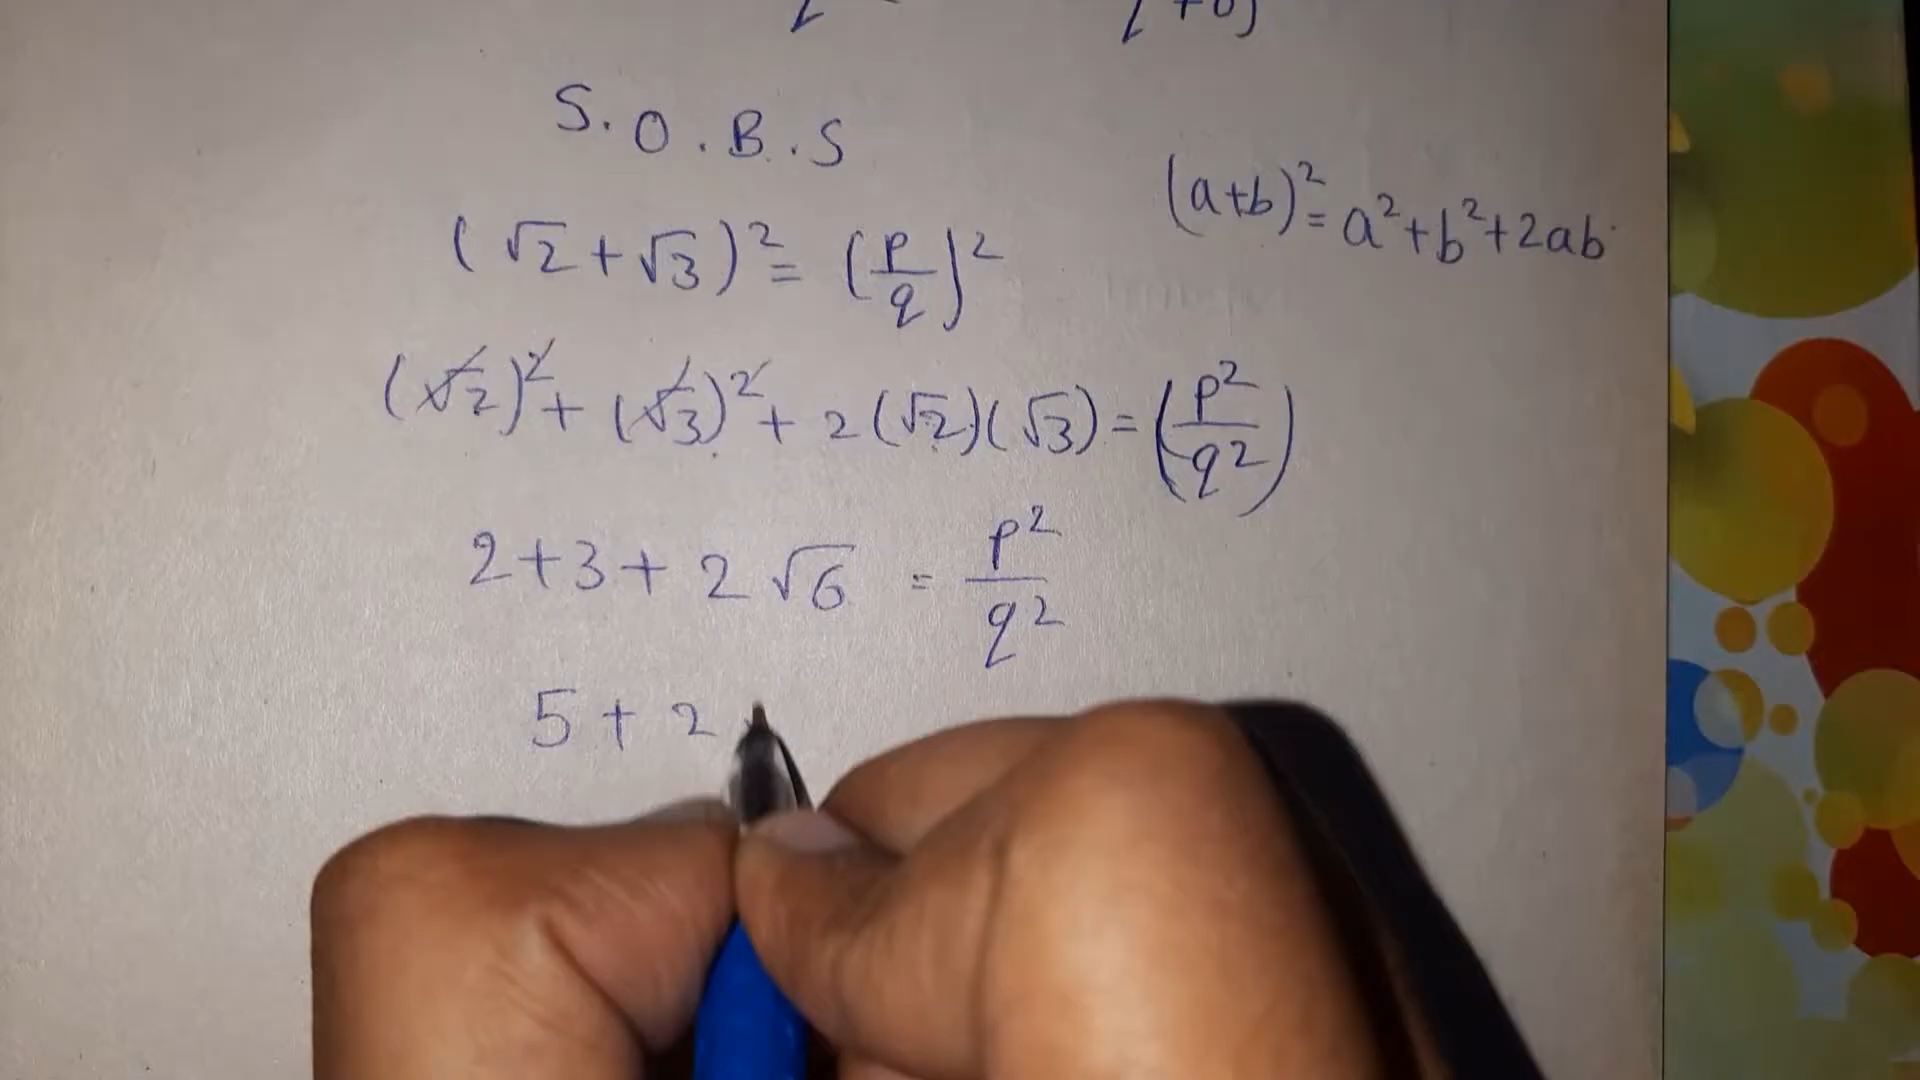 S.O.B.S
(a+b)²=a²+b²+2ab
(√2+√3)²=(p/q)²
(√2)²+(√3)²+2(√2)(√3)=(p²/q²)
2+3+2√6 = p²/q²
5+2